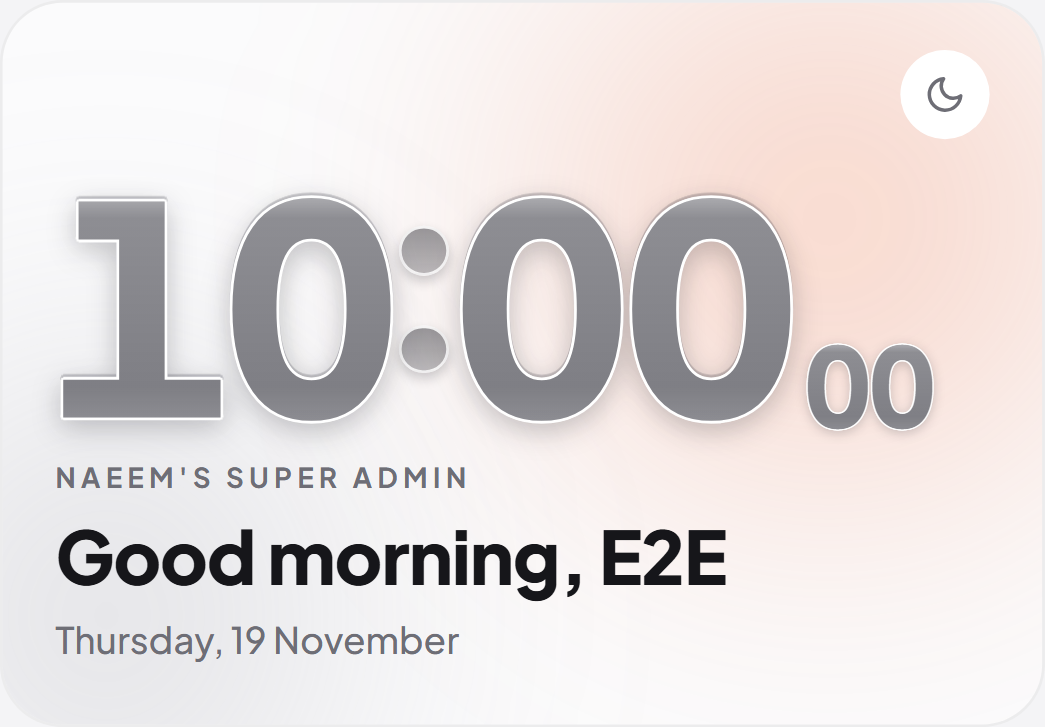 10:00 00
NAEEM'S SUPER ADMIN
Good morning, E2E
Thursday, 19 November